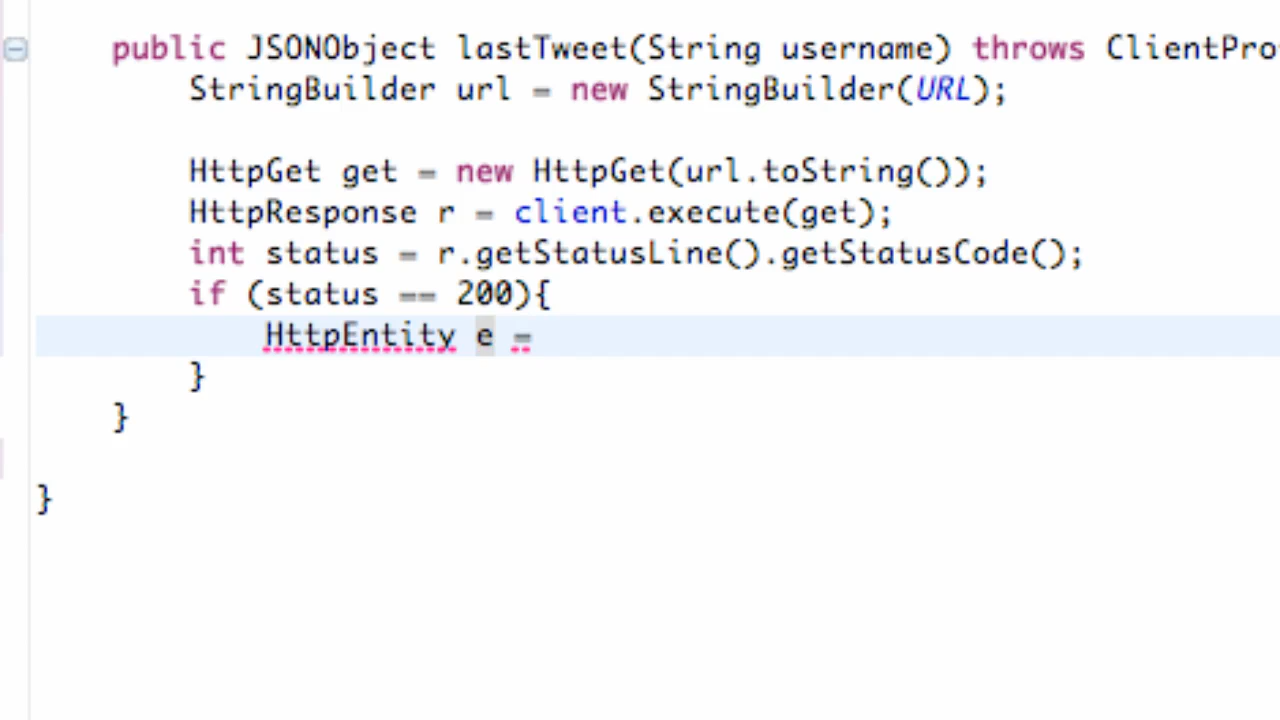 public JSONObject lastTweet(String username) throws ClientPro
StringBuilder url = new StringBuilder(URL);
HttpGet get = new HttpGet(url.toString());
HttpResponse r = client.execute(get);
int status = r.getStatusLine().getStatusCode();
if (status == 200){
HttpEntity e =
}
}
}